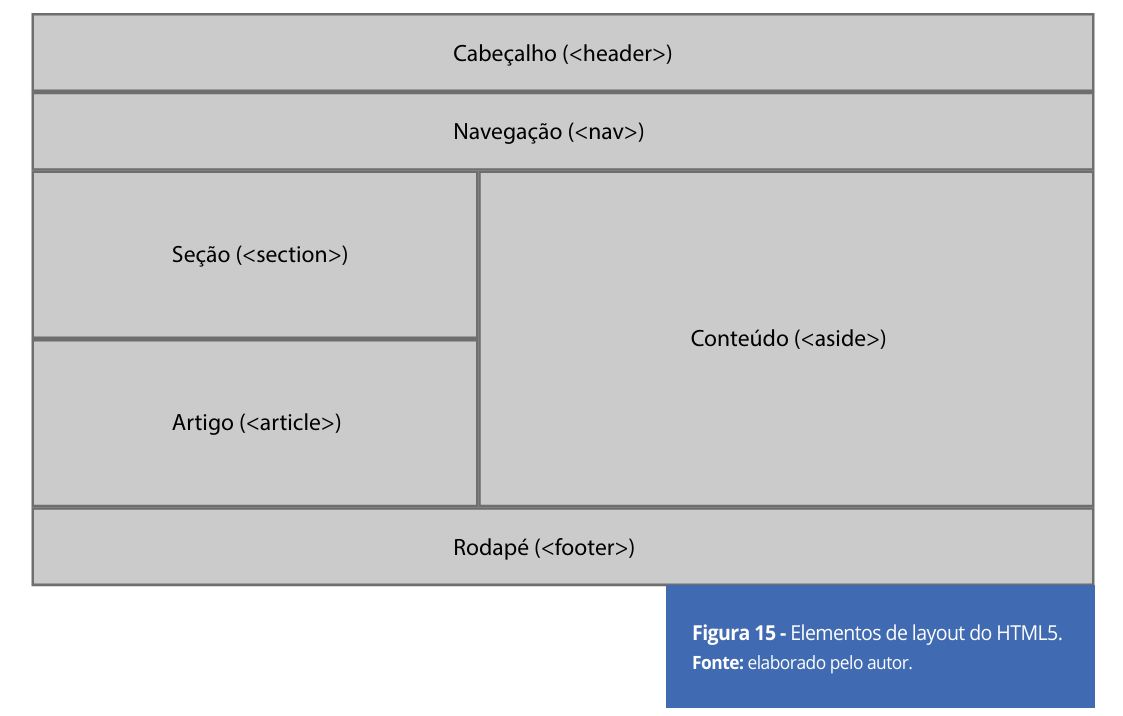 Cabeçalho (<header>)
Navegação (<nav>)
Seção (<section>)
Conteúdo (<aside>)
Artigo (<article>)
Rodapé (<footer>)
Figura 15 - Elementos de layout do HTML5.
Fonte: elaborado pelo autor.